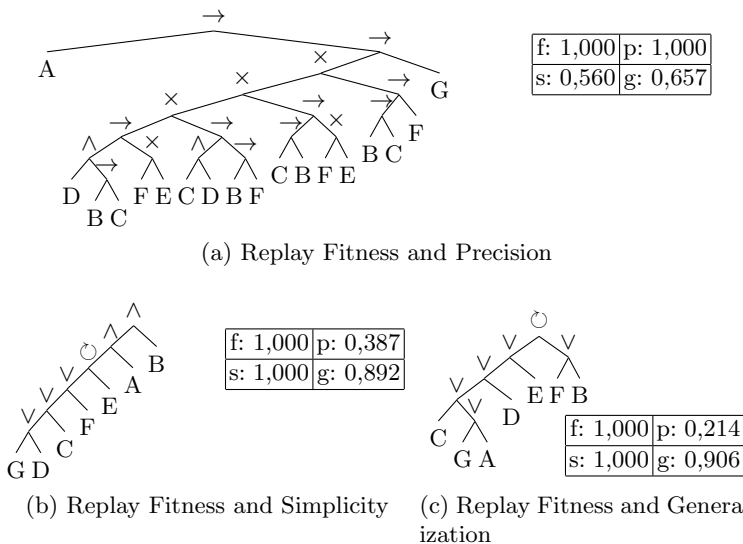 →
A
→
×
G
×
→
×
→
F
→
→
→
×
B C
∧
×
∧
→
C B F E
D
→
F E C D B F
B C
f: 1,000 p: 1,000
s: 0,560 g: 0,657
(a) Replay Fitness and Precision
∧
∧
B
↻
A
∨
E
∨
F
∨
C
G D
f: 1,000 p: 0,387
s: 1,000 g: 0,892
(b) Replay Fitness and Simplicity
↻
∨
∨
∨
E F B
∨
D
C
∨
G A
f: 1,000 p: 0,214
s: 1,000 g: 0,906
(c) Replay Fitness and Genera
ization